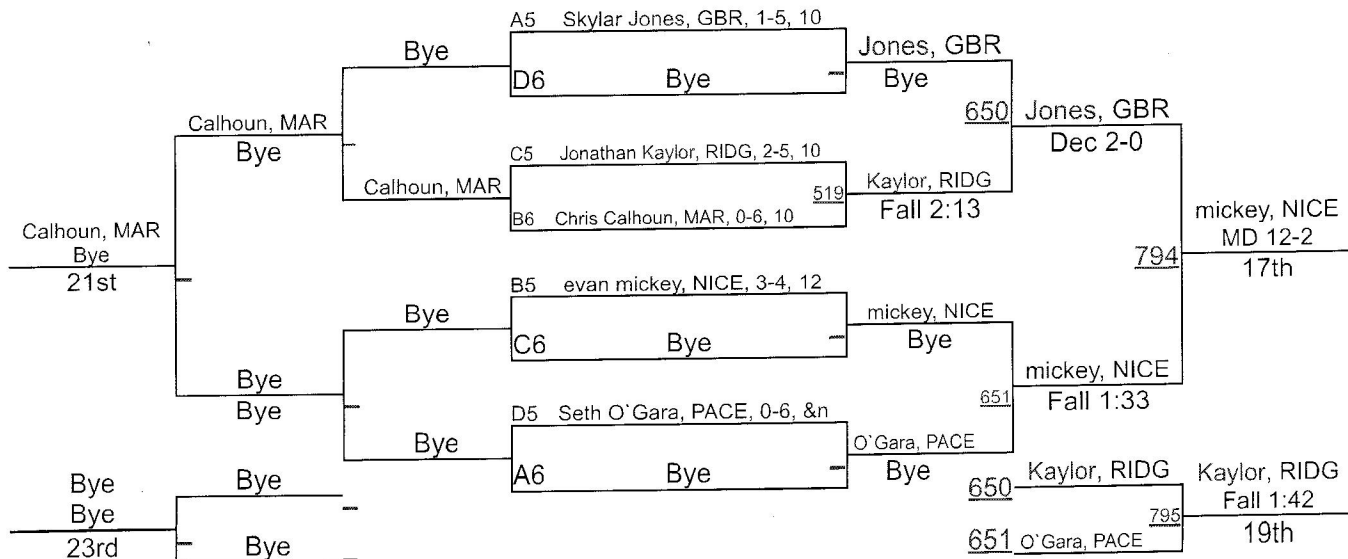 A5 Skylar Jones, GBR, 1-5, 10
Bye
Jones, GBR
D6 Bye
Bye
650
Jones, GBR
Calhoun, MAR
Bye
Dec 2-0
C5 Jonathan Kaylor, RIDG, 2-5, 10
Calhoun, MAR
519
Kaylor, RIDG
B6 Chris Calhoun, MAR, 0-6, 10
Fall 2:13
mickey, NICE
MD 12-2
Calhoun, MAR
Bye
794
17th
21st
B5 evan mickey, NICE, 3-4, 12
Bye
mickey, NICE
C6 Bye
Bye
mickey, NICE
Bye
651
Fall 1:33
Bye
D5 Seth O`Gara, PACE, 0-6, &n
Bye
O`Gara, PACE
A6 Bye
Bye
Bye
Bye
650
Kaylor, RIDG
Kaylor, RIDG
Bye
Fall 1:42
795
23rd
19th
Bye
651
O`Gara, PACE